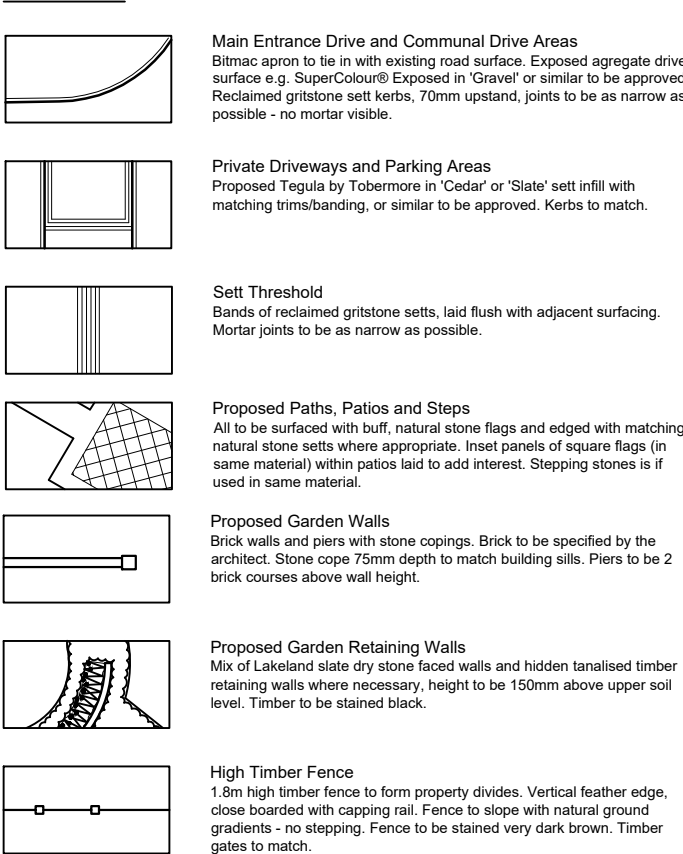 Main Entrance Drive and Communal Drive Areas
Bitmac apron to tie in with existing road surface. Exposed agregate drive
surface e.g. SuperColour® Exposed in 'Gravel' or similar to be approved
Reclaimed gritstone sett kerbs, 70mm upstand, joints to be as narrow as
possible - no mortar visible.
Private Driveways and Parking Areas
Proposed Tegula by Tobermore in 'Cedar' or 'Slate' sett infill with
matching trims/banding, or similar to be approved. Kerbs to match.
Sett Threshold
Bands of reclaimed gritstone setts, laid flush with adjacent surfacing.
Mortar joints to be as narrow as possible.
Proposed Paths, Patios and Steps
All to be surfaced with buff, natural stone flags and edged with matching
natural stone setts where appropriate. Inset panels of square flags (in
same material) within patios laid to add interest. Stepping stones is if
used in same material.
Proposed Garden Walls
Brick walls and piers with stone copings. Brick to be specified by the
architect. Stone cope 75mm depth to match building sills. Piers to be 2
brick courses above wall height.
Proposed Garden Retaining Walls
Mix of Lakeland slate dry stone faced walls and hidden tanalised timber
retaining walls where necessary, height to be 150mm above upper soil
level. Timber to be stained black.
High Timber Fence
1.8m high timber fence to form property divides. Vertical feather edge,
close boarded with capping rail. Fence to slope with natural ground
gradients - no stepping. Fence to be stained very dark brown. Timber
gates to match.